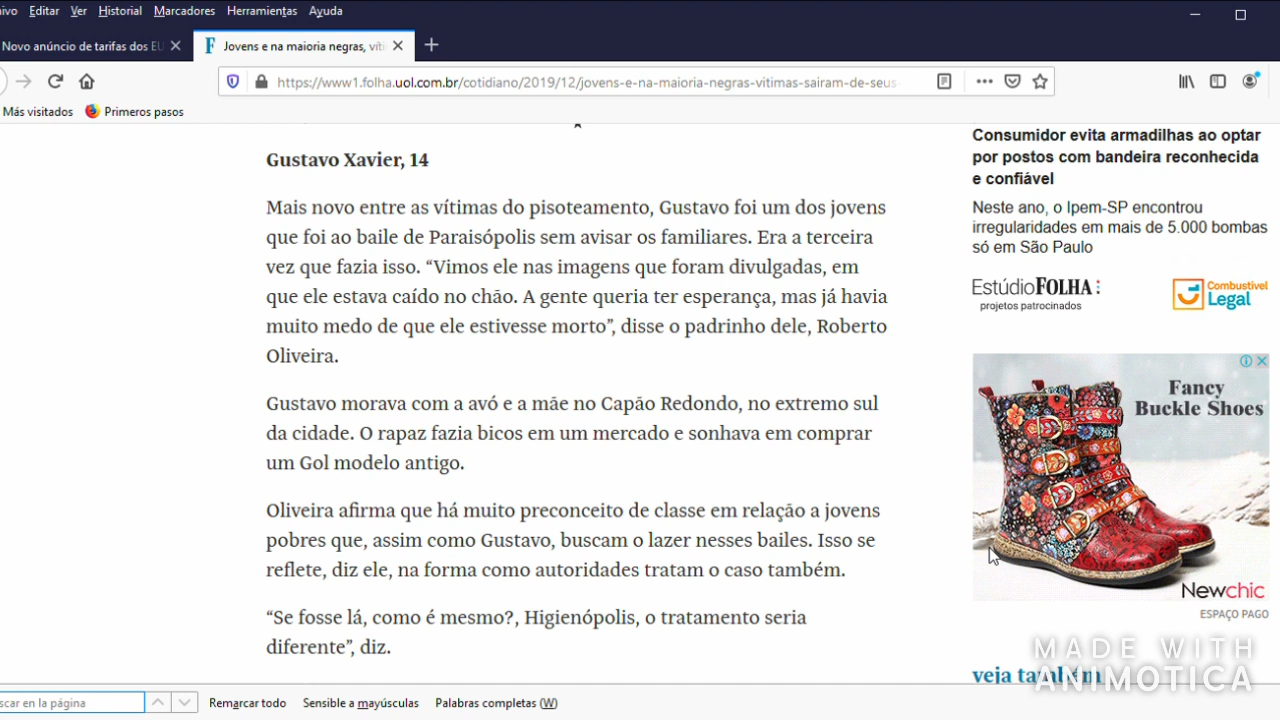 ivo Editar Ver Historial Marcadores Herramientas Ayuda
Novo anúncio de tarifas dos EU
Jovens e na maioria negras, víti
https://www1.folha.uol.com.br/cotidiano/2019/12/jovens-e-na-maioria-negras-vitimas-sairam-de-seus-
Más visitados Primeros pasos
Gustavo Xavier, 14
Mais novo entre as vítimas do pisoteamento, Gustavo foi um dos jovens
que foi ao baile de Paraisópolis sem avisar os familiares. Era a terceira
vez que fazia isso. “Vimos ele nas imagens que foram divulgadas, em
que ele estava caído no chão. A gente queria ter esperança, mas já havia
muito medo de que ele estivesse morto”, disse o padrinho dele, Roberto
Oliveira.
Gustavo morava com a avó e a mãe no Capão Redondo, no extremo sul
da cidade. O rapaz fazia bicos em um mercado e sonhava em comprar
um Gol modelo antigo.
Oliveira afirma que há muito preconceito de classe em relação a jovens
pobres que, assim como Gustavo, buscam o lazer nesses bailes. Isso se
reflete, diz ele, na forma como autoridades tratam o caso também.
“Se fosse lá, como é mesmo?, Higienópolis, o tratamento seria
diferente”, diz.
Consumidor evita armadilhas ao optar
por postos com bandeira reconhecida
e confiável
Neste ano, o Ipem-SP encontrou
irregularidades em mais de 5.000 bombas
só em São Paulo
EstúdioFOLHA:
projetos patrocinados
Combustível
Legal
Fancy
Buckle Shoes
Newchic
ESPAÇO PAGO
veja também
MADE WITH
ANIMOTICA
scar en la página Remarcar todo Sensible a mayúsculas Palabras completas (W)